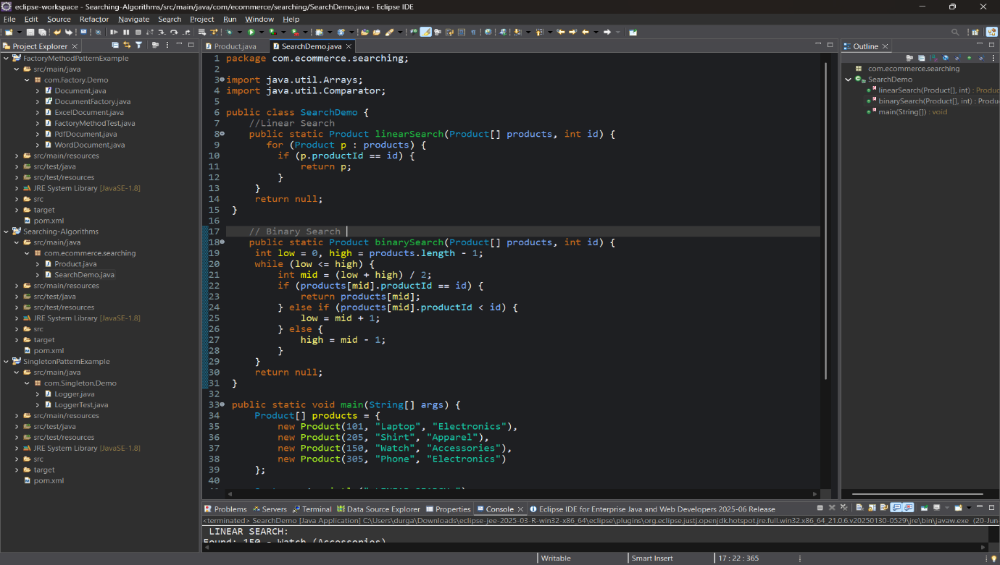 eclipse-workspace - Searching-Algorithms/src/main/java/com/ecommerce/searching/SearchDemo.java - Eclipse IDE
File Edit Source Refactor Navigate Search Project Run Window Help
Project Explorer
FactoryMethodPatternExample
src/main/java
com.Factory.Demo
Document.java
DocumentFactory.java
ExcelDocument.java
FactoryMethodTest.java
PdfDocument.java
WordDocument.java
src/main/resources
src/test/java
src/test/resources
JRE System Library [JavaSE-1.8]
src
target
pom.xml
Searching-Algorithms
src/main/java
com.ecommerce.searching
Product.java
SearchDemo.java
src/main/resources
src/test/java
src/test/resources
JRE System Library [JavaSE-1.8]
src
target
pom.xml
SingletonPatternExample
src/main/java
com.Singleton.Demo
Logger.java
LoggerTest.java
src/main/resources
src/test/java
src/test/resources
JRE System Library [JavaSE-1.8]
src
target
pom.xml
Product.java SearchDemo.java
1 package com.ecommerce.searching;
2
3 import java.util.Arrays;
4 import java.util.Comparator;
5
6 public class SearchDemo {
7 //Linear Search
8 public static Product linearSearch(Product[] products, int id) {
9 for (Product p : products) {
10 if (p.productId == id) {
11 return p;
12 }
13 }
14 return null;
15 }
16
17 // Binary Search
18 public static Product binarySearch(Product[] products, int id) {
19 int low = 0, high = products.length - 1;
20 while (low <= high) {
21 int mid = (low + high) / 2;
22 if (products[mid].productId == id) {
23 return products[mid];
24 } else if (products[mid].productId < id) {
25 low = mid + 1;
26 } else {
27 high = mid - 1;
28 }
29 }
30 return null;
31 }
32
33 public static void main(String[] args) {
34 Product[] products = {
35 new Product(101, "Laptop", "Electronics"),
36 new Product(205, "Shirt", "Apparel"),
37 new Product(150, "Watch", "Accessories"),
38 new Product(305, "Phone", "Electronics")
39 };
40
Outline
com.ecommerce.searching
SearchDemo
linearSearch(Product[], int) : Produc
binarySearch(Product[], int) : Produ
main(String[]) : void
Problems Servers Terminal Data Source Explorer Properties Console Eclipse IDE for Enterprise Java and Web Developers 2025-06 Release
<terminated> SearchDemo [Java Application] C:\Users\durga\Downloads\eclipse-jee-2025-03-R-win32-x86_64\eclipse\plugins\org.eclipse.justj.openjdk.hotspot.jre.full.win32.x86_64_21.0.6.v20250130-0529\jre\bin\javaw.exe (20-Jun-
LINEAR SEARCH:
Found: 150 - Watch (Accessories)
Writable Smart Insert 17 : 22 : 365